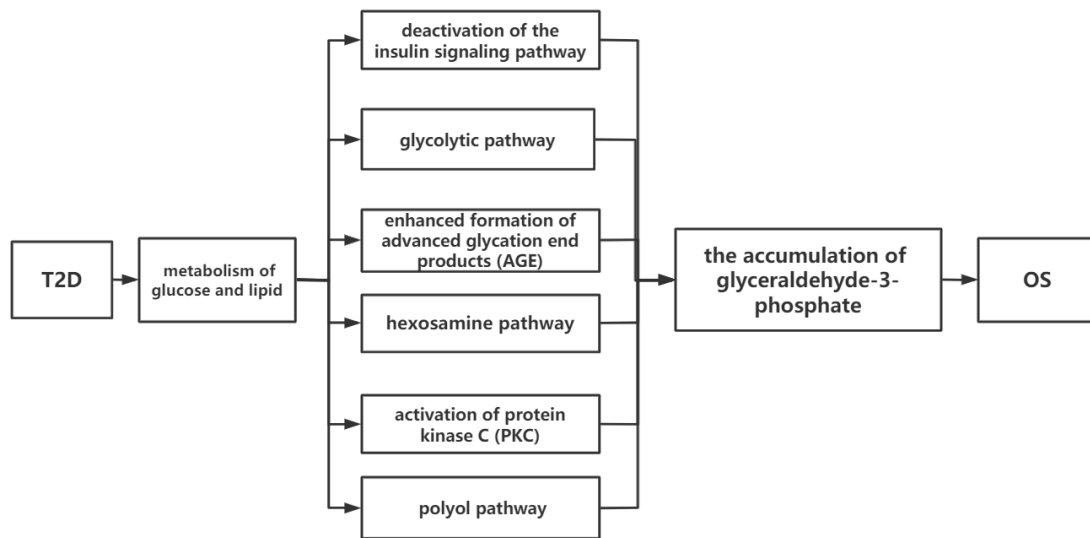 T2D
metabolism of
glucose and lipid
deactivation of the
insulin signaling pathway
glycolytic pathway
enhanced formation of
advanced glycation end
products (AGE)
hexosamine pathway
activation of protein
kinase C (PKC)
polyol pathway
the accumulation of
glyceraldehyde-3-
phosphate
OS